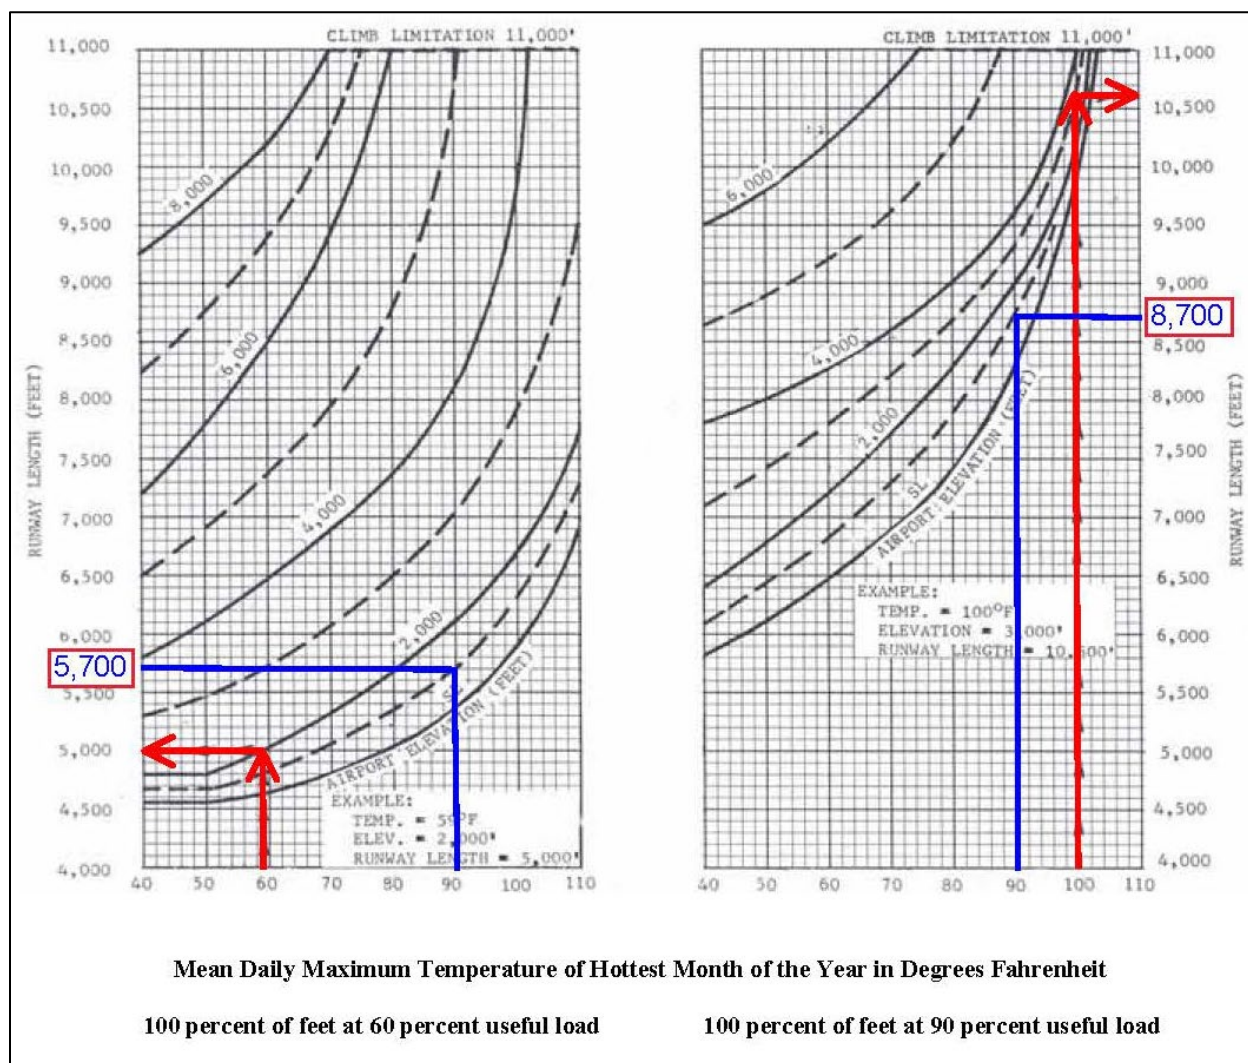 CLIMB LIMITATION 11,000'
11,000
10,500
10,000
9,500
9,000
8,500
8,000
7,500
7,000
6,500
6,000
5,700
5,500
5,000
4,500
4,000
RUNWAY LENGTH (FEET)
8,000
6,000
4,000
2,000
AIRPORT ELEVATION (FEET)
EXAMPLE:
TEMP. = 59°F
ELEV. = 2,000'
RUNWAY LENGTH = 5,000'
40 50 60 70 80 90 100 110
CLIMB LIMITATION 11,000'
11,000
10,500
10,000
9,500
9,000
8,700
8,500
8,000
7,500
7,000
6,500
6,000
5,500
5,000
4,500
4,000
RUNWAY LENGTH (FEET)
6,000
4,000
2,000
SL
AIRPORT ELEVATION (FEET)
EXAMPLE:
TEMP. = 100°F
ELEVATION = 3,000'
RUNWAY LENGTH = 10,500'
40 50 60 70 80 90 100 110
Mean Daily Maximum Temperature of Hottest Month of the Year in Degrees Fahrenheit
100 percent of feet at 60 percent useful load
100 percent of feet at 90 percent useful load